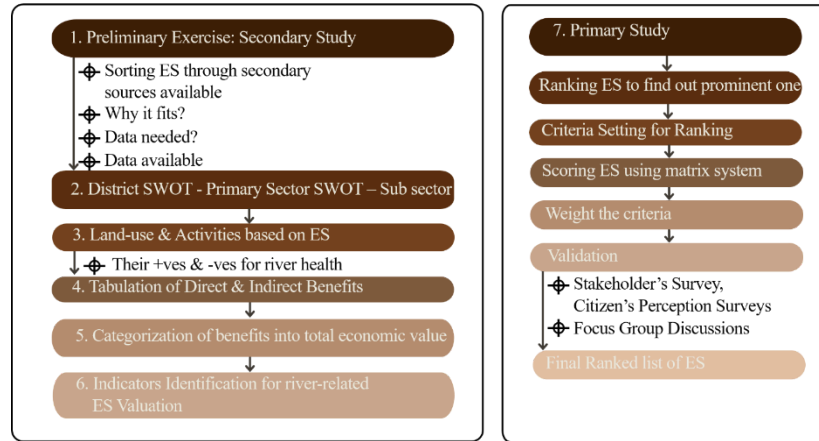 1. Preliminary Exercise: Secondary Study
Sorting ES through secondary
sources available
Why it fits?
Data needed?
Data available
2. District SWOT - Primary Sector SWOT – Sub sector
3. Land-use & Activities based on ES
Their +ves & -ves for river health
4. Tabulation of Direct & Indirect Benefits
5. Categorization of benefits into total economic value
6. Indicators Identification for river-related
ES Valuation
7. Primary Study
Ranking ES to find out prominent one
Criteria Setting for Ranking
Scoring ES using matrix system
Weight the criteria
Validation
Stakeholder's Survey,
Citizen's Perception Surveys
Focus Group Discussions
Final Ranked list of ES